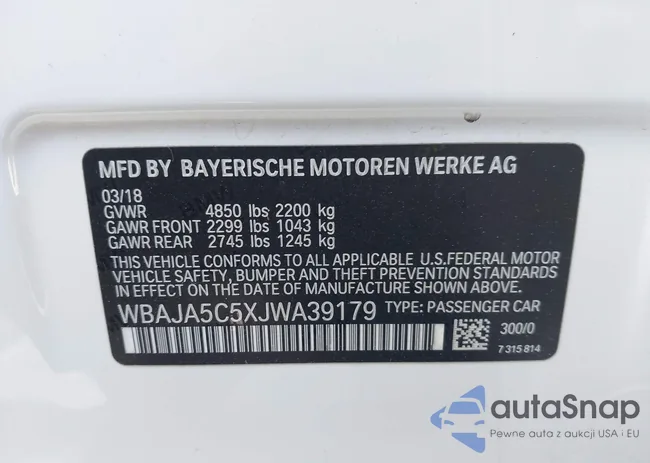 MFD BY BAYERISCHE MOTOREN WERKE AG
03/18
GVWR 4850 lbs 2200 kg
GAWR FRONT 2299 lbs 1043 kg
GAWR REAR 2745 lbs 1245 kg
THIS VEHICLE CONFORMS TO ALL APPLICABLE U.S.FEDERAL MOTOR
VEHICLE SAFETY, BUMPER AND THEFT PREVENTION STANDARDS
IN EFFECT ON THE DATE OF MANUFACTURE SHOWN ABOVE.
WBAJA5C5XJWA39179 TYPE: PASSENGER CAR
300/0
7 315 814
autaSnap
Pewne auta z aukcji USA i EU